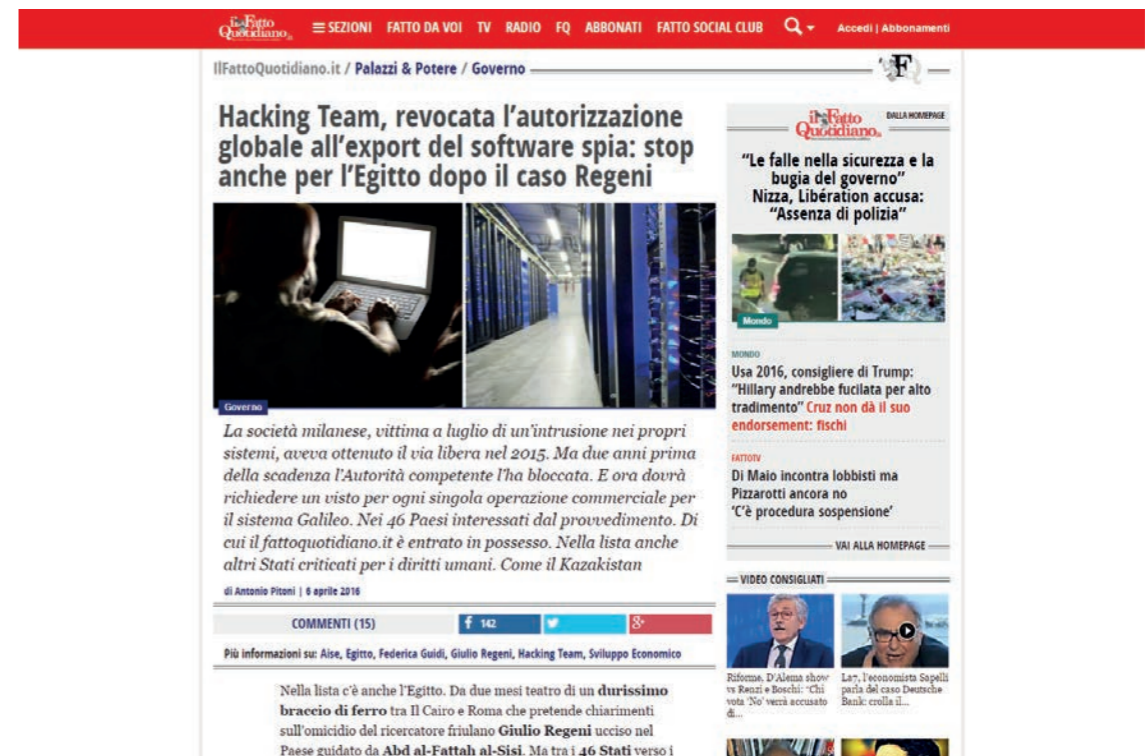 il Fatto Quotidiano.it
SEZIONI FATTO DA VOI TV RADIO FQ ABBONATI FATTO SOCIAL CLUB Accedi | Abbonamenti
IlFattoQuotidiano.it / Palazzi & Potere / Governo
F
Hacking Team, revocata l’autorizzazione
globale all’export del software spia: stop
anche per l’Egitto dopo il caso Regeni
Governo
La società milanese, vittima a luglio di un’intrusione nei propri
sistemi, aveva ottenuto il via libera nel 2015. Ma due anni prima
della scadenza l’Autorità competente l’ha bloccata. E ora dovrà
richiedere un visto per ogni singola operazione commerciale per
il sistema Galileo. Nei 46 Paesi interessati dal provvedimento. Di
cui il fattoquotidiano.it è entrato in possesso. Nella lista anche
altri Stati criticati per i diritti umani. Come il Kazakistan
di Antonio Pitoni | 6 aprile 2016
COMMENTI (15) f 142 g+
Più informazioni su: Aise, Egitto, Federica Guidi, Giulio Regeni, Hacking Team, Sviluppo Economico
Nella lista c’è anche l’Egitto. Da due mesi teatro di un durissimo
braccio di ferro tra Il Cairo e Roma che pretende chiarimenti
sull’omicidio del ricercatore friulano Giulio Regeni ucciso nel
Paese guidato da Abd al-Fattah al-Sisi. Ma tra i 46 Stati verso i
il Fatto Quotidiano.it DALLA HOMEPAGE
“Le falle nella sicurezza e la
bugia del governo”
Nizza, Libération accusa:
“Assenza di polizia”
Mondo
MONDO
Usa 2016, consigliere di Trump:
“Hillary andrebbe fucilata per alto
tradimento” Cruz non dà il suo
endorsement: fischi
FATTOTV
Di Maio incontra lobbisti ma
Pizzarotti ancora no
‘C’è procedura sospensione’
VAI ALLA HOMEPAGE
VIDEO CONSIGLIATI
Riforme, D’Alema show
vs Renzi e Boschi: “Chi
vota ‘No’ verrà accusato
di...
La7, l’economista Sapelli
parla del caso Deutsche
Bank: crolla il...